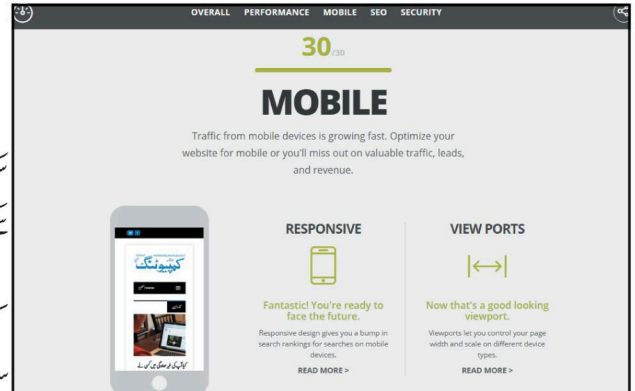 OVERALL PERFORMANCE MOBILE SEO SECURITY
30/30
MOBILE
Traffic from mobile devices is growing fast. Optimize your
website for mobile or you'll miss out on valuable traffic, leads,
and revenue.
کمپیوٹنگ
RESPONSIVE
Fantastic! You're ready to
face the future.
Responsive design gives you a bump in
search rankings for searches on mobile
devices.
READ MORE >
VIEW PORTS
Now that's a good looking
viewport.
Viewports let you control your page
width and scale on different device
types.
READ MORE >